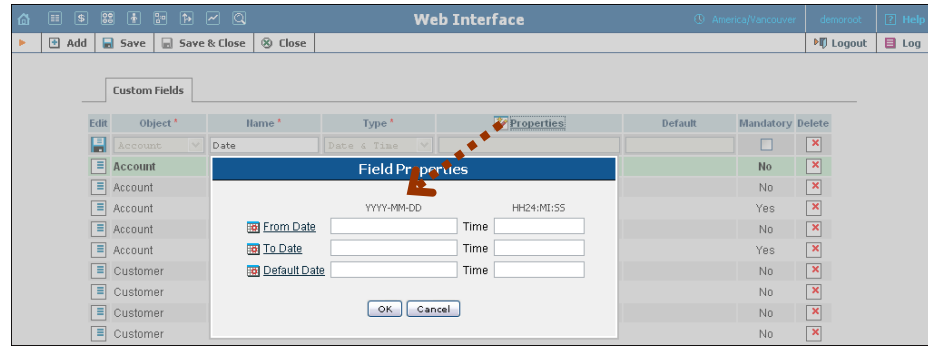 Web Interface America/Vancouver demoroot Help
Add Save Save & Close Close Logout Log
Custom Fields
Edit Object * Name * Type * Properties Default Mandatory Delete
Account Date Date & Time
Account No
Account No
Account Yes
Account No
Account Yes
Customer No
Customer No
Customer No
Customer No
Field Properties
YYYY-MM-DD HH24:MI:SS
From Date Time
To Date Time
Default Date Time
OK Cancel